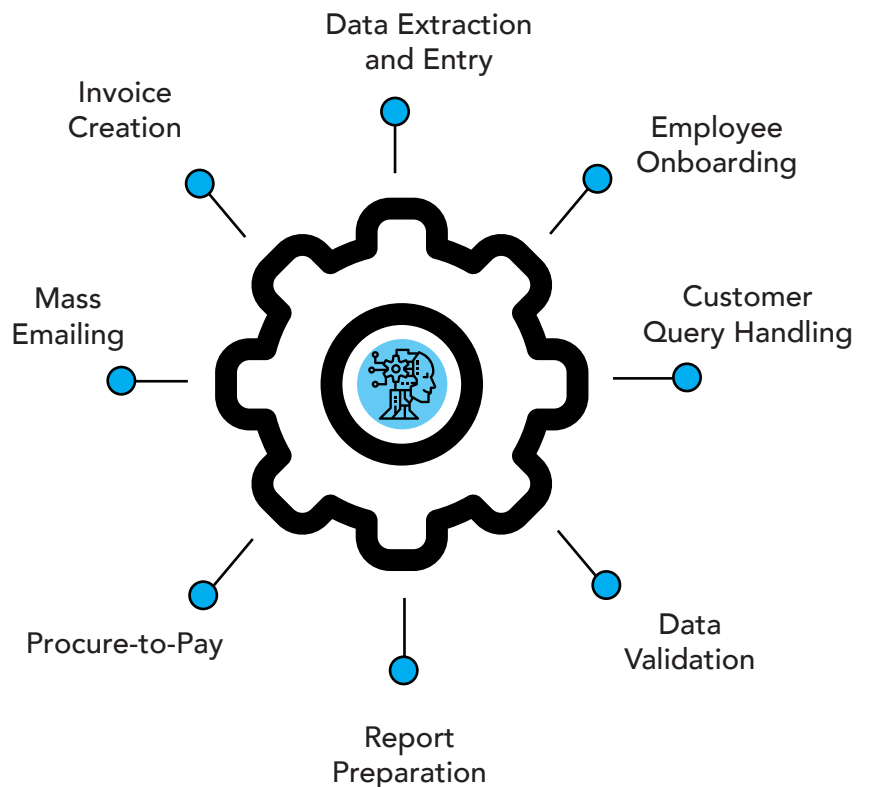 Data Extraction
and Entry
Invoice
Creation
Employee
Onboarding
Mass
Emailing
Customer
Query Handling
Procure-to-Pay
Data
Validation
Report
Preparation